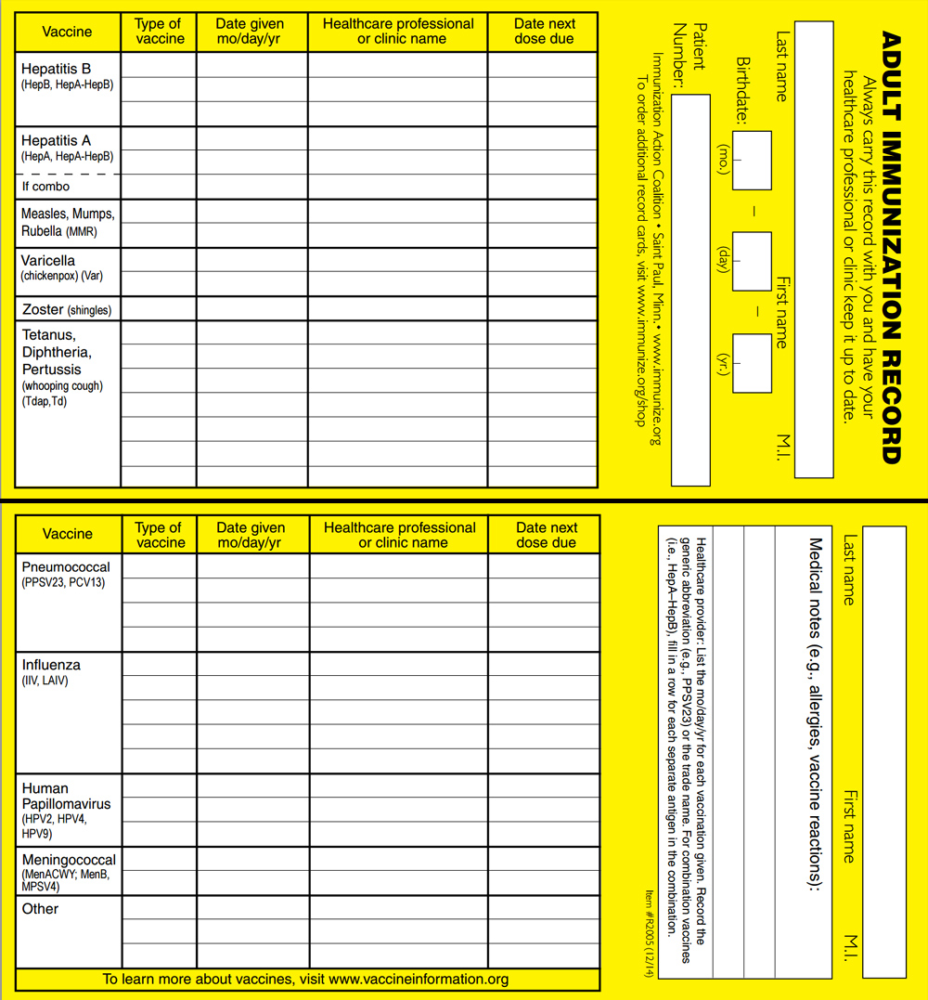 Vaccine
Type of
vaccine
Date given
mo/day/yr
Healthcare professional
or clinic name
Date next
dose due
Hepatitis B
(HepB, HepA-HepB)
Hepatitis A
(HepA, HepA-HepB)
If combo
Measles, Mumps,
Rubella (MMR)
Varicella
(chickenpox) (Var)
Zoster (shingles)
Tetanus,
Diphtheria,
Pertussis
(whooping cough)
(Tdap,Td)
ADULT IMMUNIZATION RECORD
Always carry this record with you and have your
healthcare professional or clinic keep it up to date.
Last name First name M.I.
Birthdate: – –
(mo.) (day) (yr.)
Patient
Number:
Immunization Action Coalition • Saint Paul, Minn. • www.immunize.org
To order additional record cards, visit www.immunize.org/shop
Vaccine
Type of
vaccine
Date given
mo/day/yr
Healthcare professional
or clinic name
Date next
dose due
Pneumococcal
(PPSV23, PCV13)
Influenza
(IIV, LAIV)
Human
Papillomavirus
(HPV2, HPV4,
HPV9)
Meningococcal
(MenACWY; MenB,
MPSV4)
Other
To learn more about vaccines, visit www.vaccineinformation.org
Last name First name M.I.
Medical notes (e.g., allergies, vaccine reactions):
Healthcare provider: List the mo/day/yr for each vaccination given. Record the
generic abbreviation (e.g., PPSV23) or the trade name. For combination vaccines
(i.e., HepA–HepB), fill in a row for each separate antigen in the combination.
Item #R2005 (12/14)